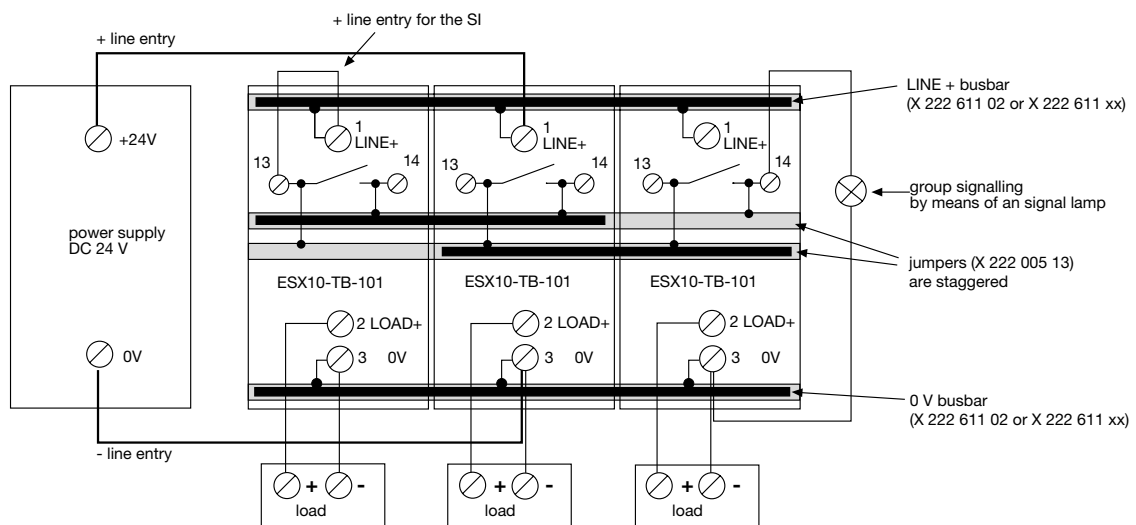 + line entry for the SI
+ line entry
LINE + busbar
(X 222 611 02 or X 222 611 xx)
+24V
1
LINE+
1
LINE+
1
LINE+
13
14
13
14
13
14
group signalling
by means of an signal lamp
power supply
DC 24 V
jumpers (X 222 005 13)
are staggered
ESX10-TB-101
ESX10-TB-101
ESX10-TB-101
2 LOAD+
2 LOAD+
2 LOAD+
0V
3 0V
3 0V
3 0V
0 V busbar
(X 222 611 02 or X 222 611 xx)
- line entry
+ -
load
+ -
load
+ -
load